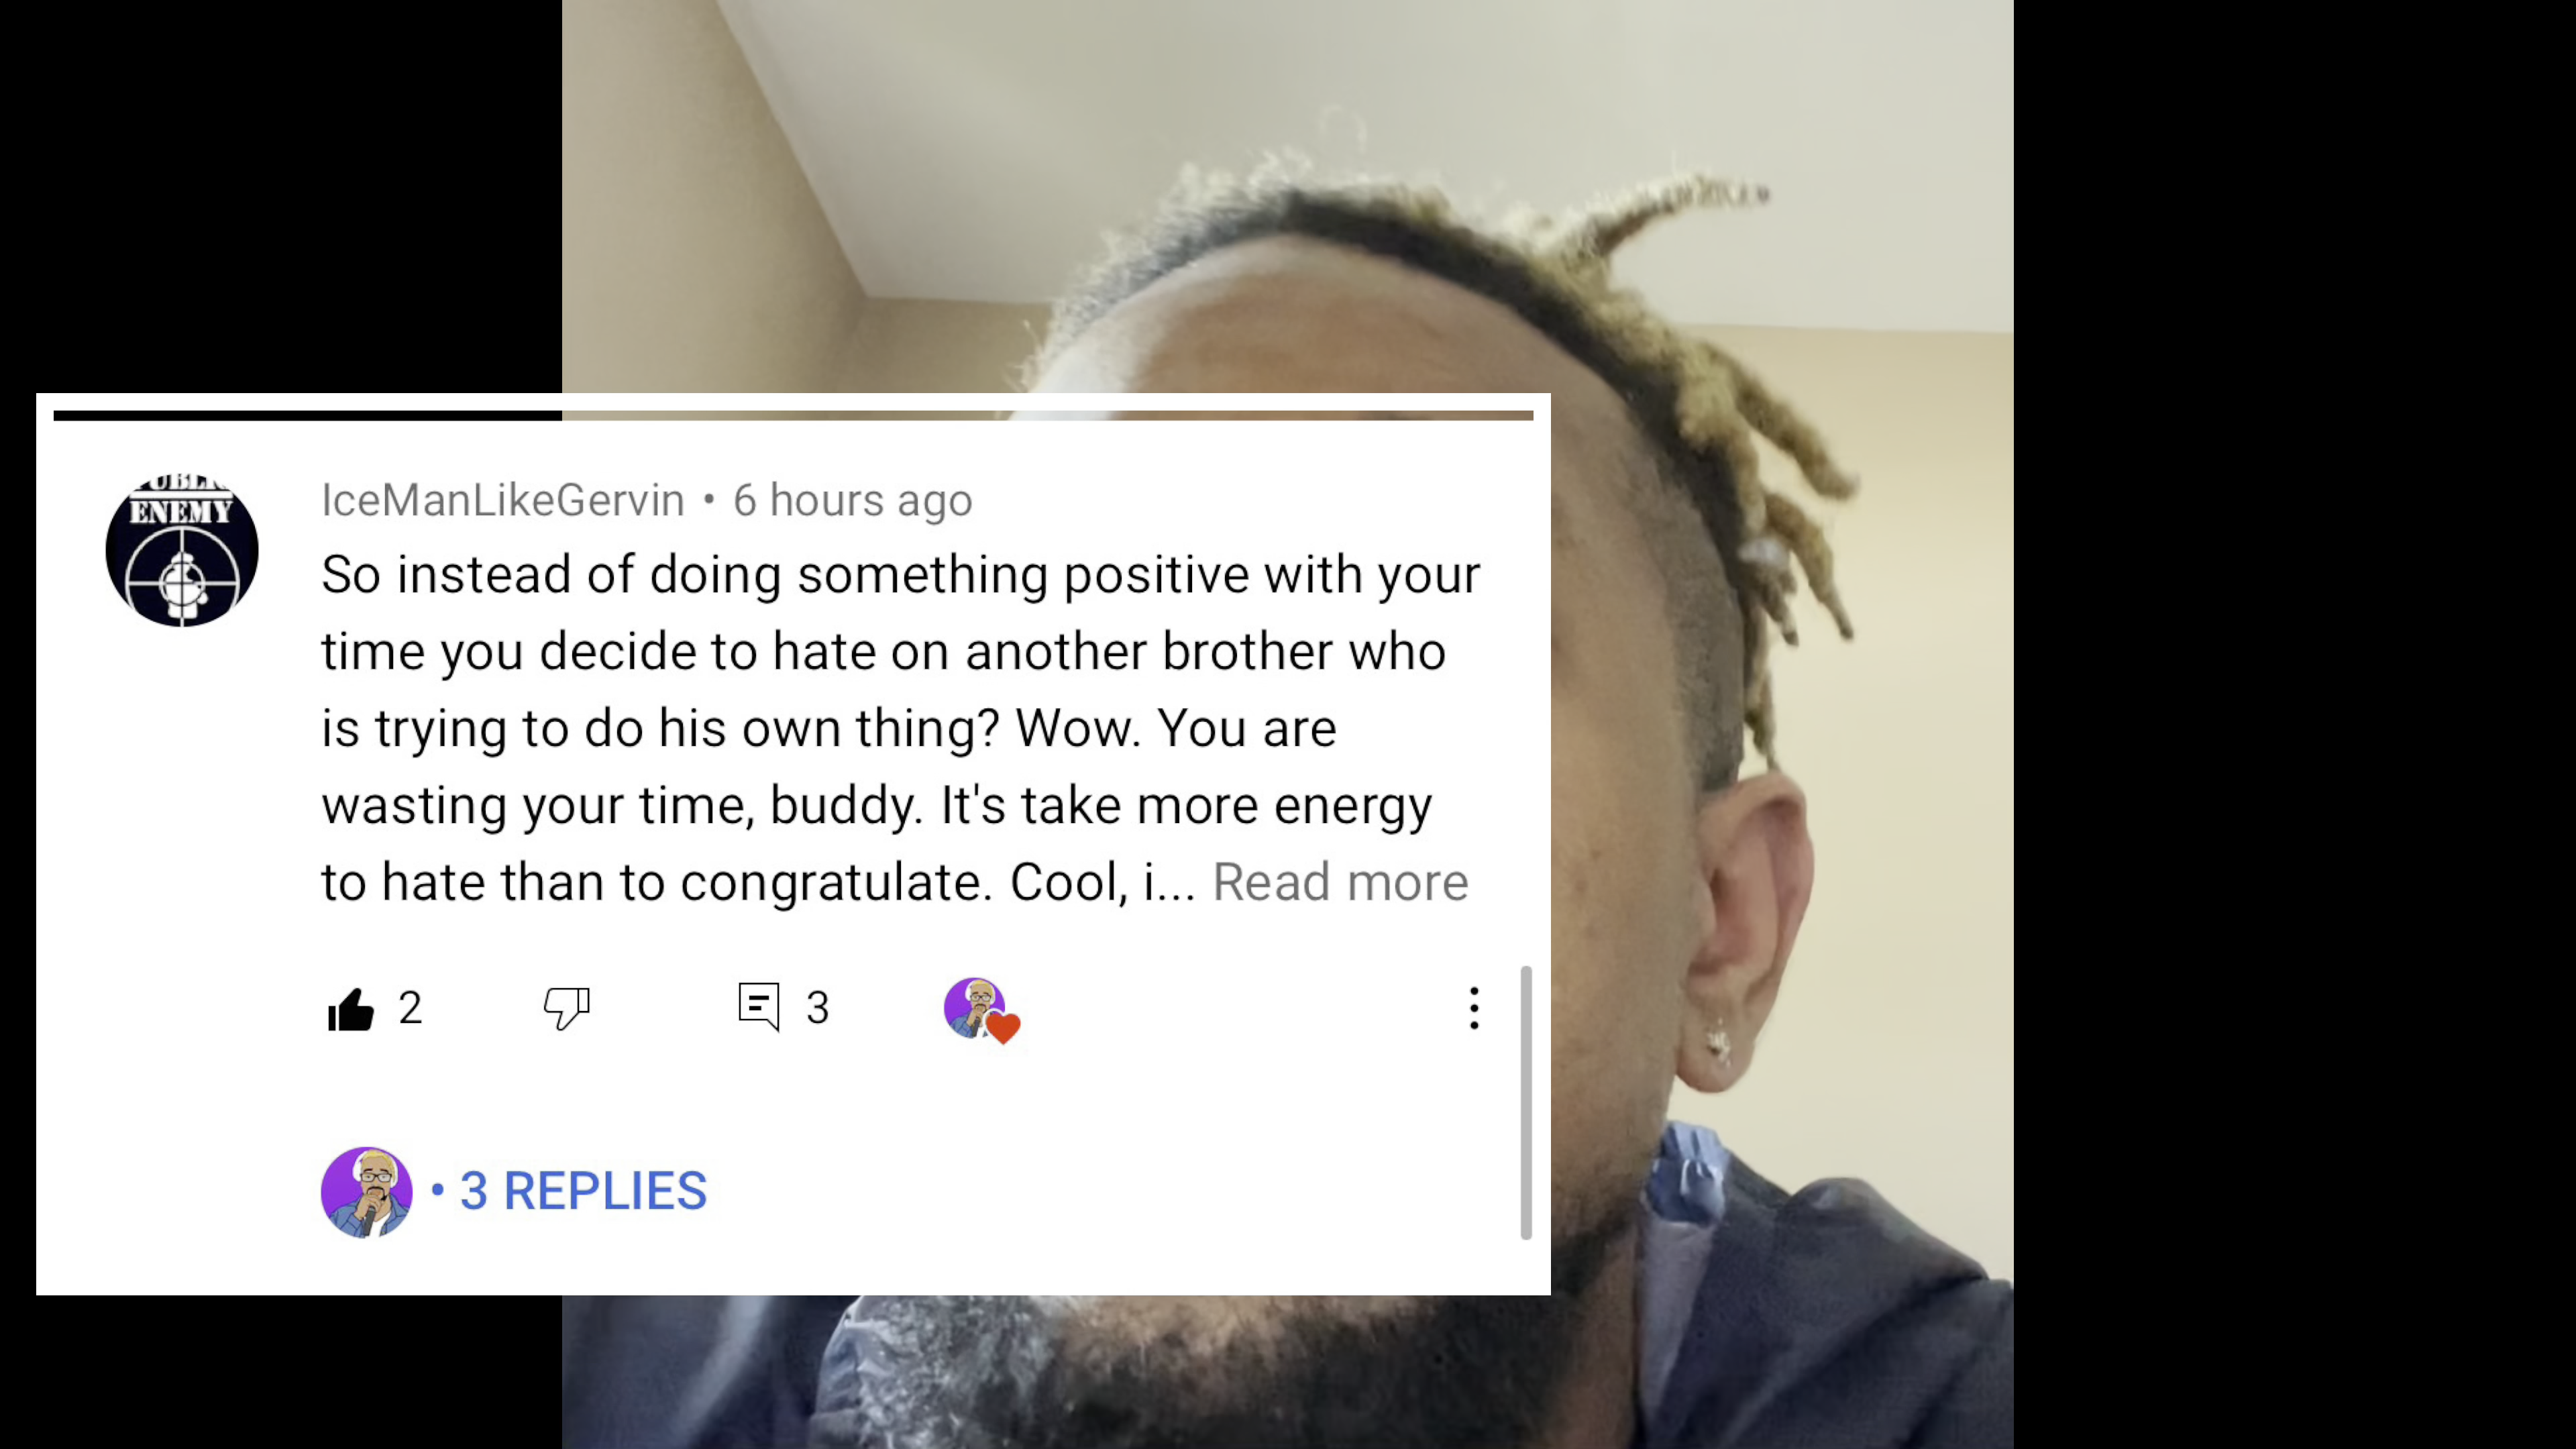 PUBLIC
ENEMY
IceManLikeGervin • 6 hours ago
So instead of doing something positive with your
time you decide to hate on another brother who
is trying to do his own thing? Wow. You are
wasting your time, buddy. It's take more energy
to hate than to congratulate. Cool, i... Read more
2
3
• 3 REPLIES